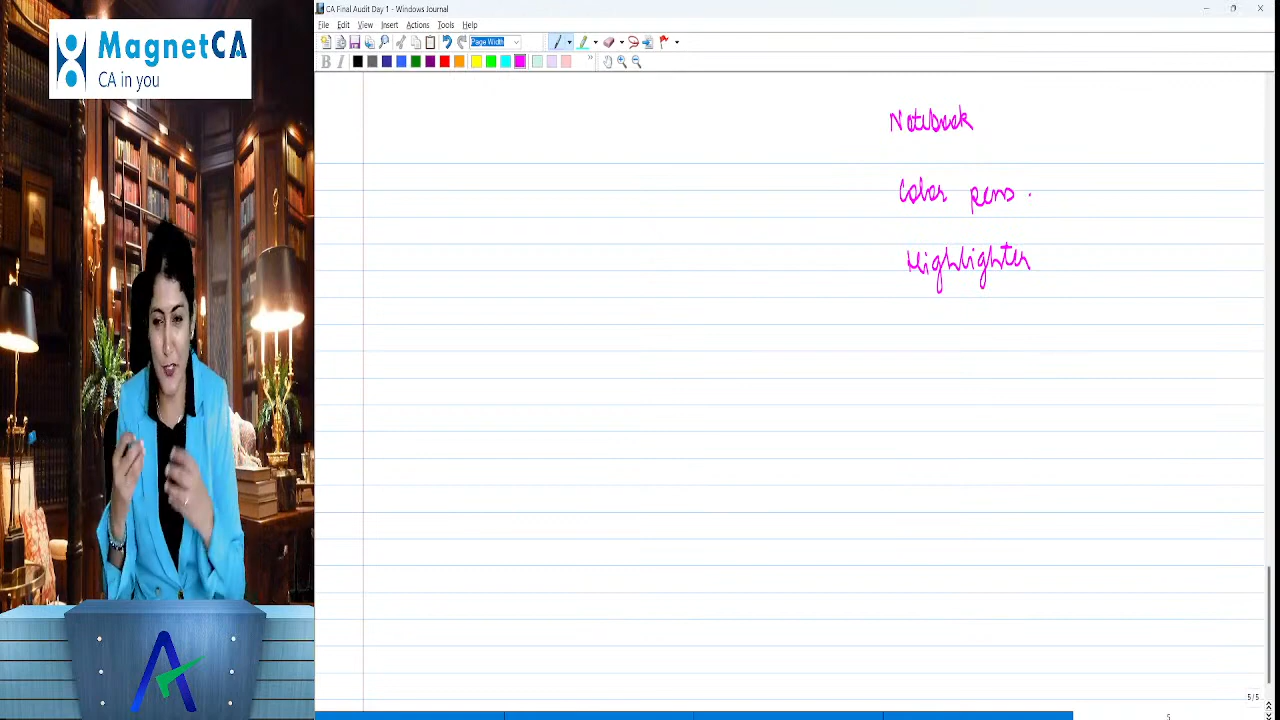 MagnetCA
CA in you
CA Final Audit Day 1 - Windows Journal
File Edit View Insert Actions Tools Help
Page Width
B I
Notebook
Color pens.
Highlighter
5/5
5